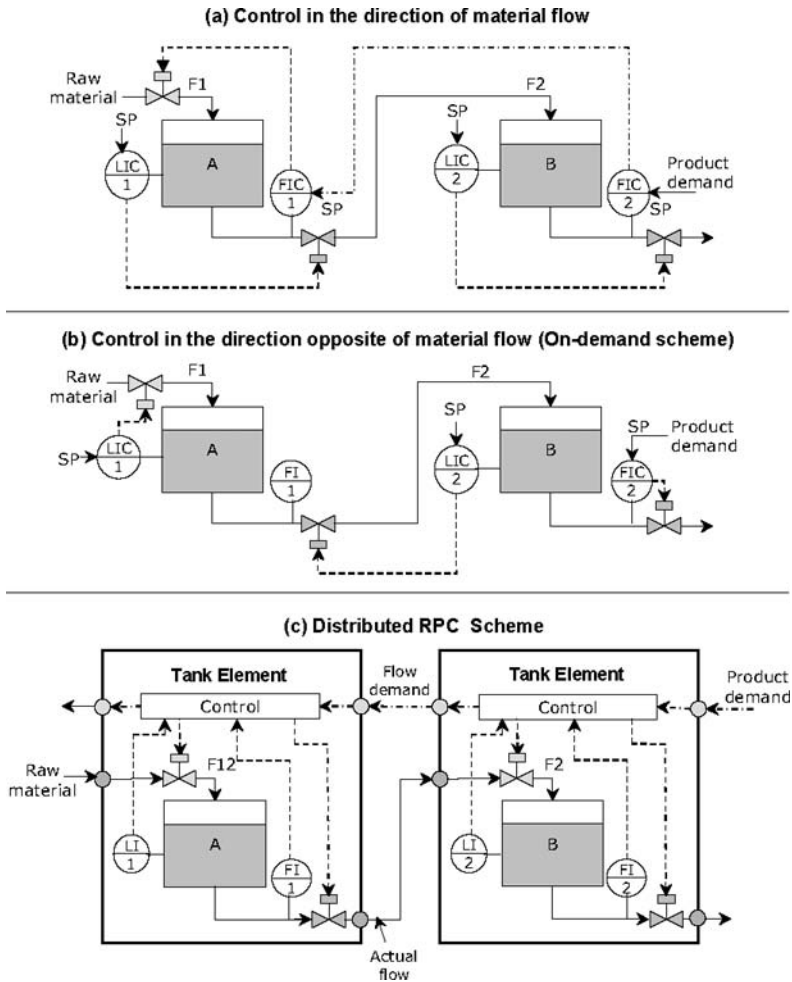 (a) Control in the direction of material flow
Raw
material
F1
F2
SP
LIC
1
A
FIC
1
SP
SP
LIC
2
B
FIC
2
SP
Product
demand
(b) Control in the direction opposite of material flow (On-demand scheme)
Raw
material
F1
F2
SP
LIC
1
A
FI
1
SP
LIC
2
B
SP
FIC
2
Product
demand
(c) Distributed RPC Scheme
Tank Element
Control
Flow
demand
Tank Element
Control
Product
demand
Raw
material
F12
LI
1
A
FI
1
Actual
flow
F2
LI
2
B
FI
2